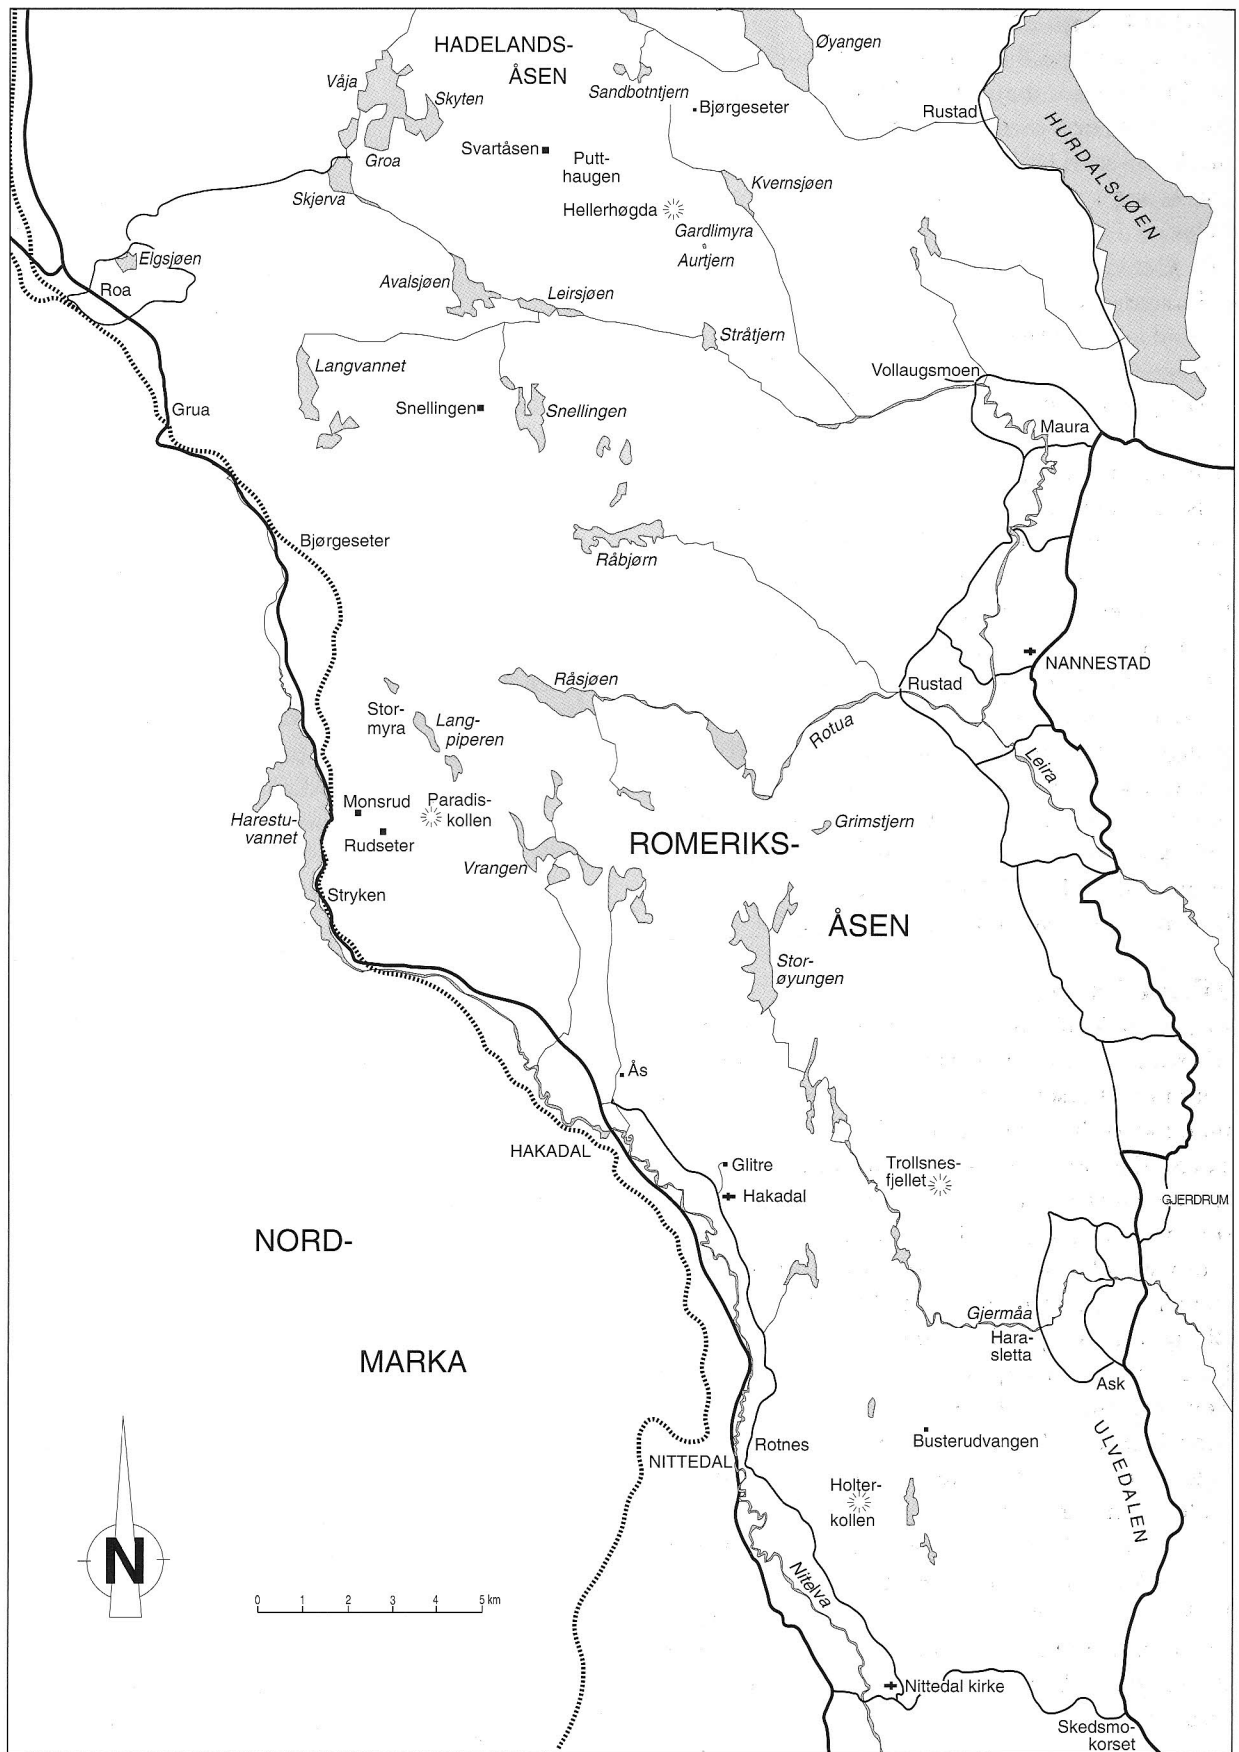 HADELANDS-
ÅSEN
Øyangen
Våja
Skyten
Sandbotntjern
Bjørgeseter
Rustad
HURDALSJØEN
Svartåsen
Putt-
haugen
Groa
Kvernsjøen
Skjerva
Hellerhøgda
Gardlimyra
Elgsjøen
Aurtjern
Avalsjøen
Leirsjøen
Roa
Stråtjern
Langvannet
Vollaugsmoen
Grua
Snellingen
Snellingen
Maura
Bjørgeseter
Råbjørn
NANNESTAD
Råsjøen
Rustad
Stor-
myra
Lang-
piperen
Rotua
Leira
Monsrud
Paradis-
kollen
Harestu-
vannet
Rudseter
Grimstjern
ROMERIKS-
Vrangen
Stryken
ÅSEN
Stor-
øyungen
Ås
HAKADAL
Glitre
Trollsnes-
fjellet
Hakadal
GJERDRUM
NORD-
Gjermåa
Hara-
sletta
MARKA
Ask
Busterudvangen
Rotnes
NITTEDAL
ULVEDALEN
Holter-
kollen
N
Nitelva
0 1 2 3 4 5 km
Nittedal kirke
Skedsmo-
korset